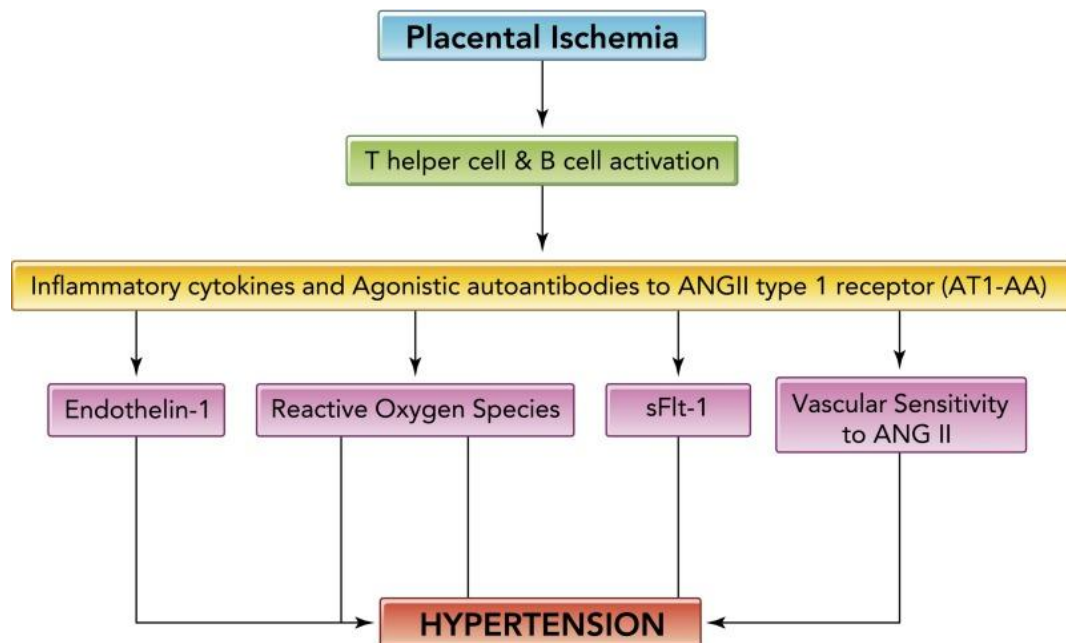 Placental Ischemia
T helper cell & B cell activation
Inflammatory cytokines and Agonistic autoantibodies to ANGII type 1 receptor (AT1-AA)
Endothelin-1
Reactive Oxygen Species
sFlt-1
Vascular Sensitivity
to ANG II
HYPERTENSION